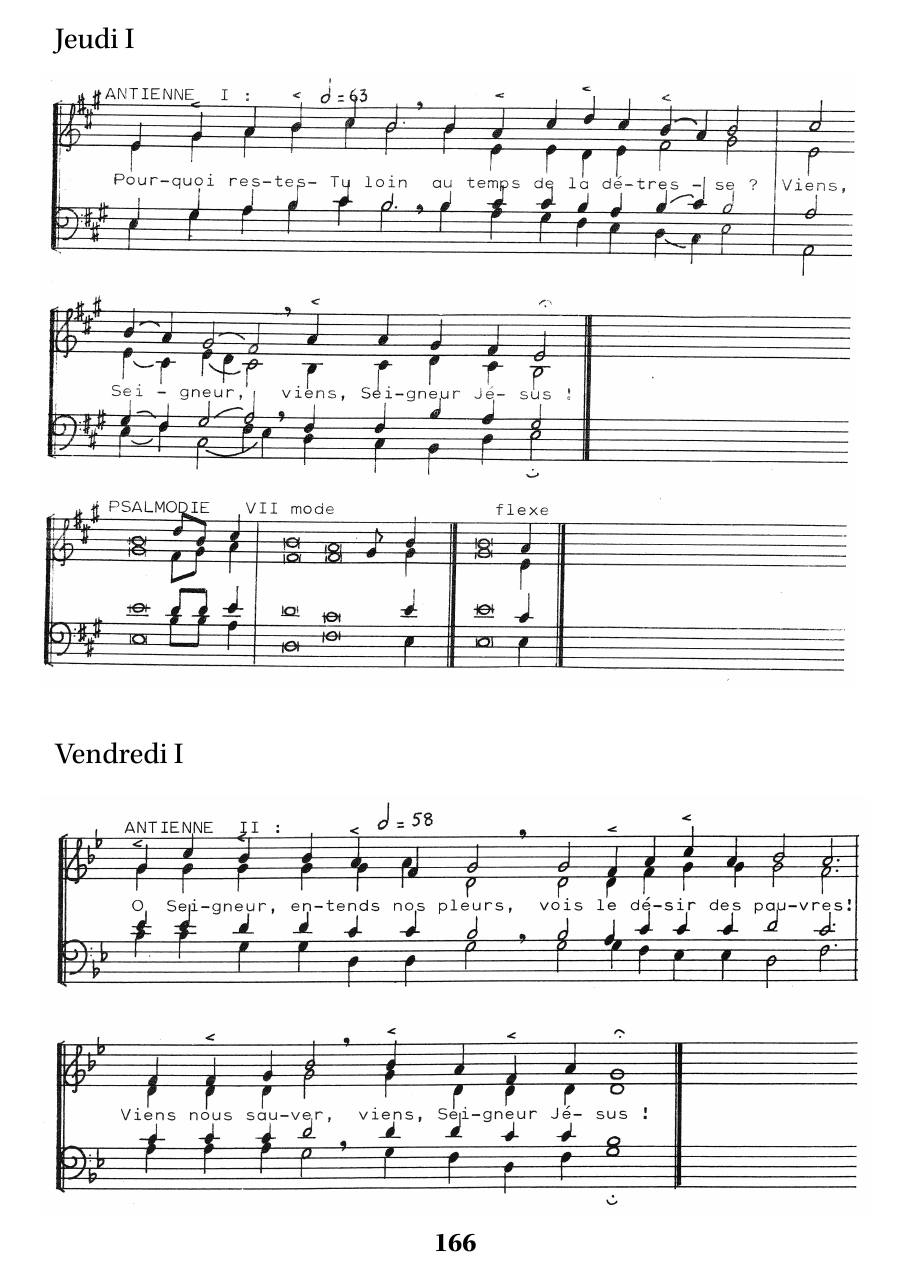 Jeudi I
ANTIENNE I : 𝅗𝅥 = 63
Pour-quoi res-tes- Tu loin au temps de la dé-tres - se ? Viens,
Sei - gneur, viens, Sei-gneur Jé- sus !
PSALMODIE VII mode flexe
Vendredi I
ANTIENNE II : 𝅗𝅥 = 58
O Sei-gneur, en-tends nos pleurs, vois le dé-sir des pau-vres!
Viens nous sau-ver, viens, Sei-gneur Jé- sus !
166